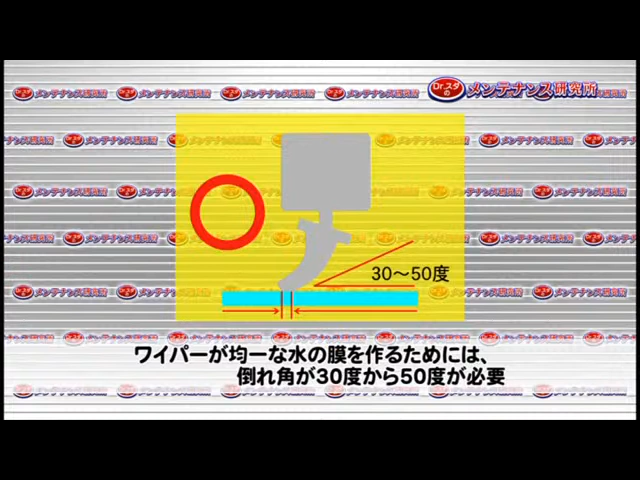 Dr.スダ
の
メンテナンス研究所
30〜50度
ワイパーが均一な水の膜を作るためには、
倒れ角が30度から50度が必要